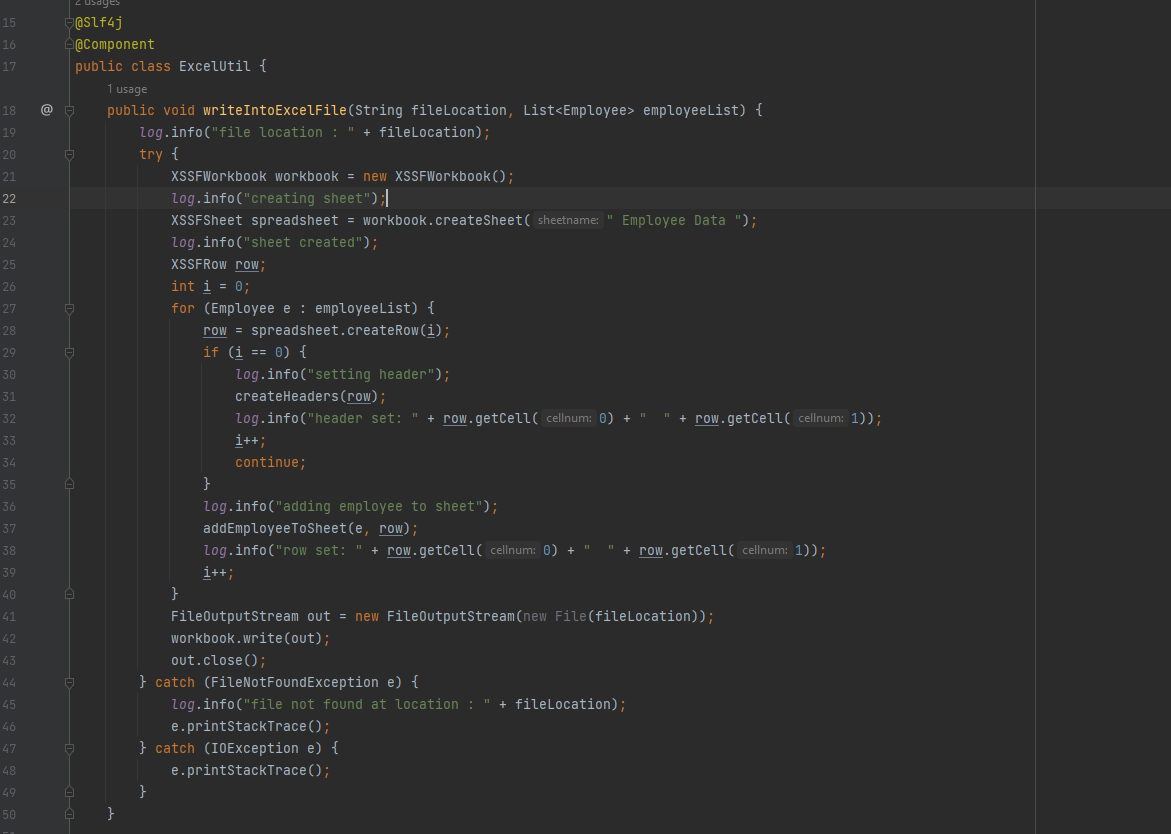 2 usages
15 @Slf4j
16 @Component
17 public class ExcelUtil {
1 usage
18 @ public void writeIntoExcelFile(String fileLocation, List<Employee> employeeList) {
19 log.info("file location : " + fileLocation);
20 try {
21 XSSFWorkbook workbook = new XSSFWorkbook();
22 log.info("creating sheet");
23 XSSFSheet spreadsheet = workbook.createSheet( sheetname: " Employee Data ");
24 log.info("sheet created");
25 XSSFRow row;
26 int i = 0;
27 for (Employee e : employeeList) {
28 row = spreadsheet.createRow(i);
29 if (i == 0) {
30 log.info("setting header");
31 createHeaders(row);
32 log.info("header set: " + row.getCell( cellnum: 0) + "  " + row.getCell( cellnum: 1));
33 i++;
34 continue;
35 }
36 log.info("adding employee to sheet");
37 addEmployeeToSheet(e, row);
38 log.info("row set: " + row.getCell( cellnum: 0) + "  " + row.getCell( cellnum: 1));
39 i++;
40 }
41 FileOutputStream out = new FileOutputStream(new File(fileLocation));
42 workbook.write(out);
43 out.close();
44 } catch (FileNotFoundException e) {
45 log.info("file not found at location : " + fileLocation);
46 e.printStackTrace();
47 } catch (IOException e) {
48 e.printStackTrace();
49 }
50 }